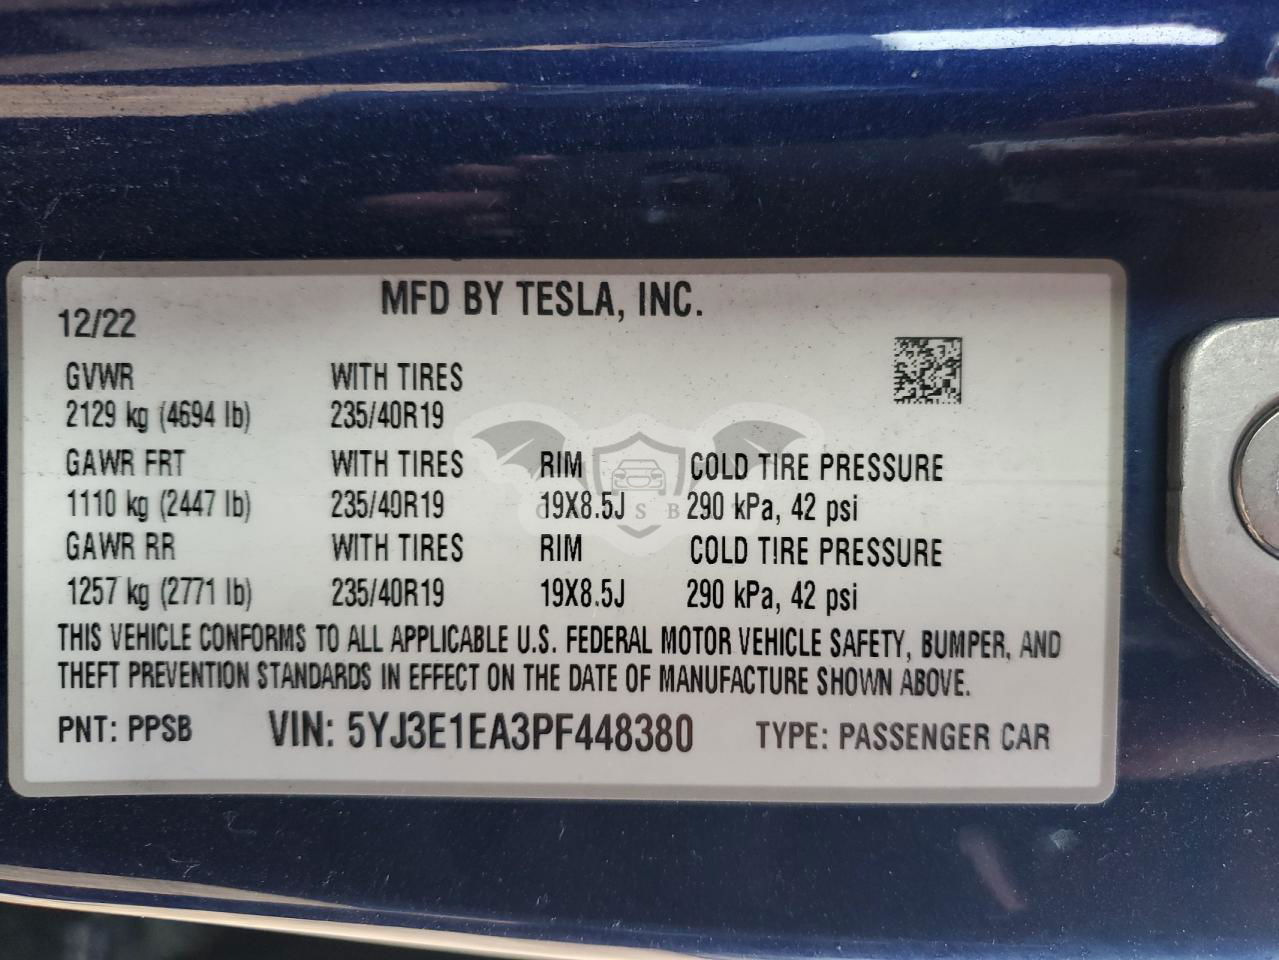 MFD BY TESLA, INC.
12/22
GVWR WITH TIRES
2129 kg (4694 lb) 235/40R19
GAWR FRT WITH TIRES RIM COLD TIRE PRESSURE
1110 kg (2447 lb) 235/40R19 19X8.5J 290 kPa, 42 psi
GAWR RR WITH TIRES RIM COLD TIRE PRESSURE
1257 kg (2771 lb) 235/40R19 19X8.5J 290 kPa, 42 psi
THIS VEHICLE CONFORMS TO ALL APPLICABLE U.S. FEDERAL MOTOR VEHICLE SAFETY, BUMPER, AND
THEFT PREVENTION STANDARDS IN EFFECT ON THE DATE OF MANUFACTURE SHOWN ABOVE.
PNT: PPSB VIN: 5YJ3E1EA3PF448380 TYPE: PASSENGER CAR